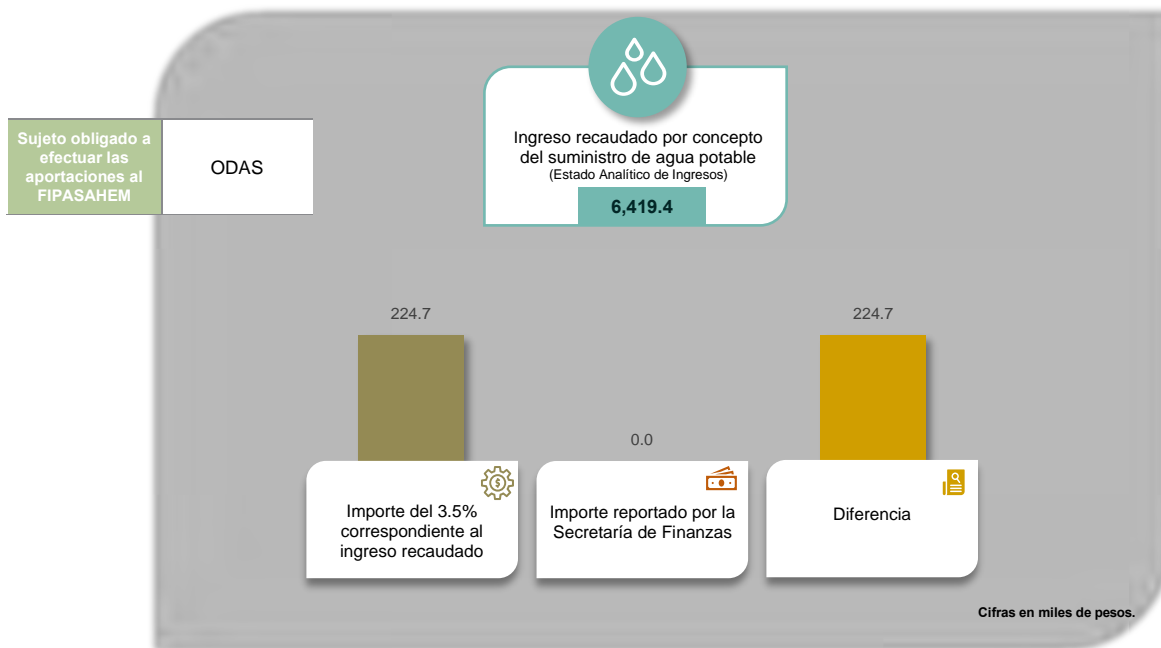 Ingreso recaudado por concepto
del suministro de agua potable
(Estado Analítico de Ingresos)
6,419.4
Sujeto obligado a
efectuar las
aportaciones al
FIPASAHEM
ODAS
224.7
0.0
224.7
Importe del 3.5%
correspondiente al
ingreso recaudado
Importe reportado por la
Secretaría de Finanzas
Diferencia
Cifras en miles de pesos.